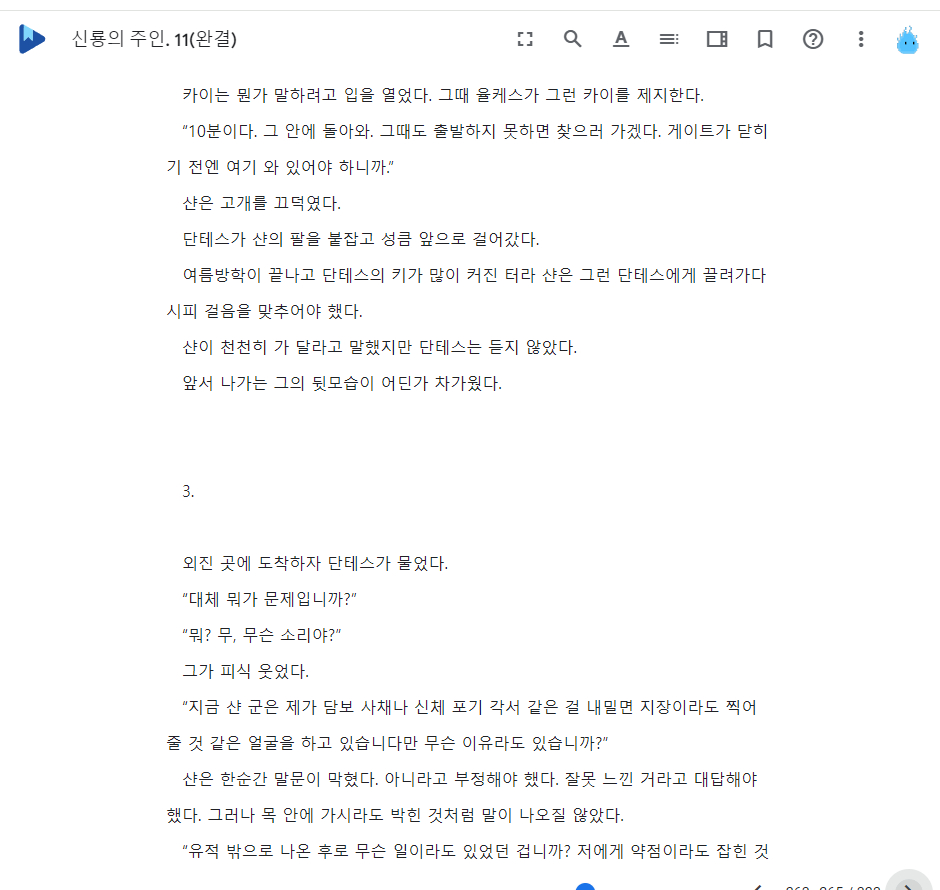 신룡의 주인. 11(완결)
카이는 뭔가 말하려고 입을 열었다. 그때 율케스가 그런 카이를 제지한다.
“10분이다. 그 안에 돌아와. 그때도 출발하지 못하면 찾으러 가겠다. 게이트가 닫히
기 전엔 여기 와 있어야 하니까.”
샨은 고개를 끄덕였다.
단테스가 샨의 팔을 붙잡고 성큼 앞으로 걸어갔다.
여름방학이 끝나고 단테스의 키가 많이 커진 터라 샨은 그런 단테스에게 끌려가다
시피 걸음을 맞추어야 했다.
샨이 천천히 가 달라고 말했지만 단테스는 듣지 않았다.
앞서 나가는 그의 뒷모습이 어딘가 차가웠다.
3.
외진 곳에 도착하자 단테스가 물었다.
“대체 뭐가 문제입니까?”
“뭐? 무, 무슨 소리야?”
그가 피식 웃었다.
“지금 샨 군은 제가 담보 사채나 신체 포기 각서 같은 걸 내밀면 지장이라도 찍어
줄 것 같은 얼굴을 하고 있습니다만 무슨 이유라도 있습니까?”
샨은 한순간 말문이 막혔다. 아니라고 부정해야 했다. 잘못 느낀 거라고 대답해야
했다. 그러나 목 안에 가시라도 박힌 것처럼 말이 나오질 않았다.
“유적 밖으로 나온 후로 무슨 일이라도 있었던 겁니까? 저에게 약점이라도 잡힌 것